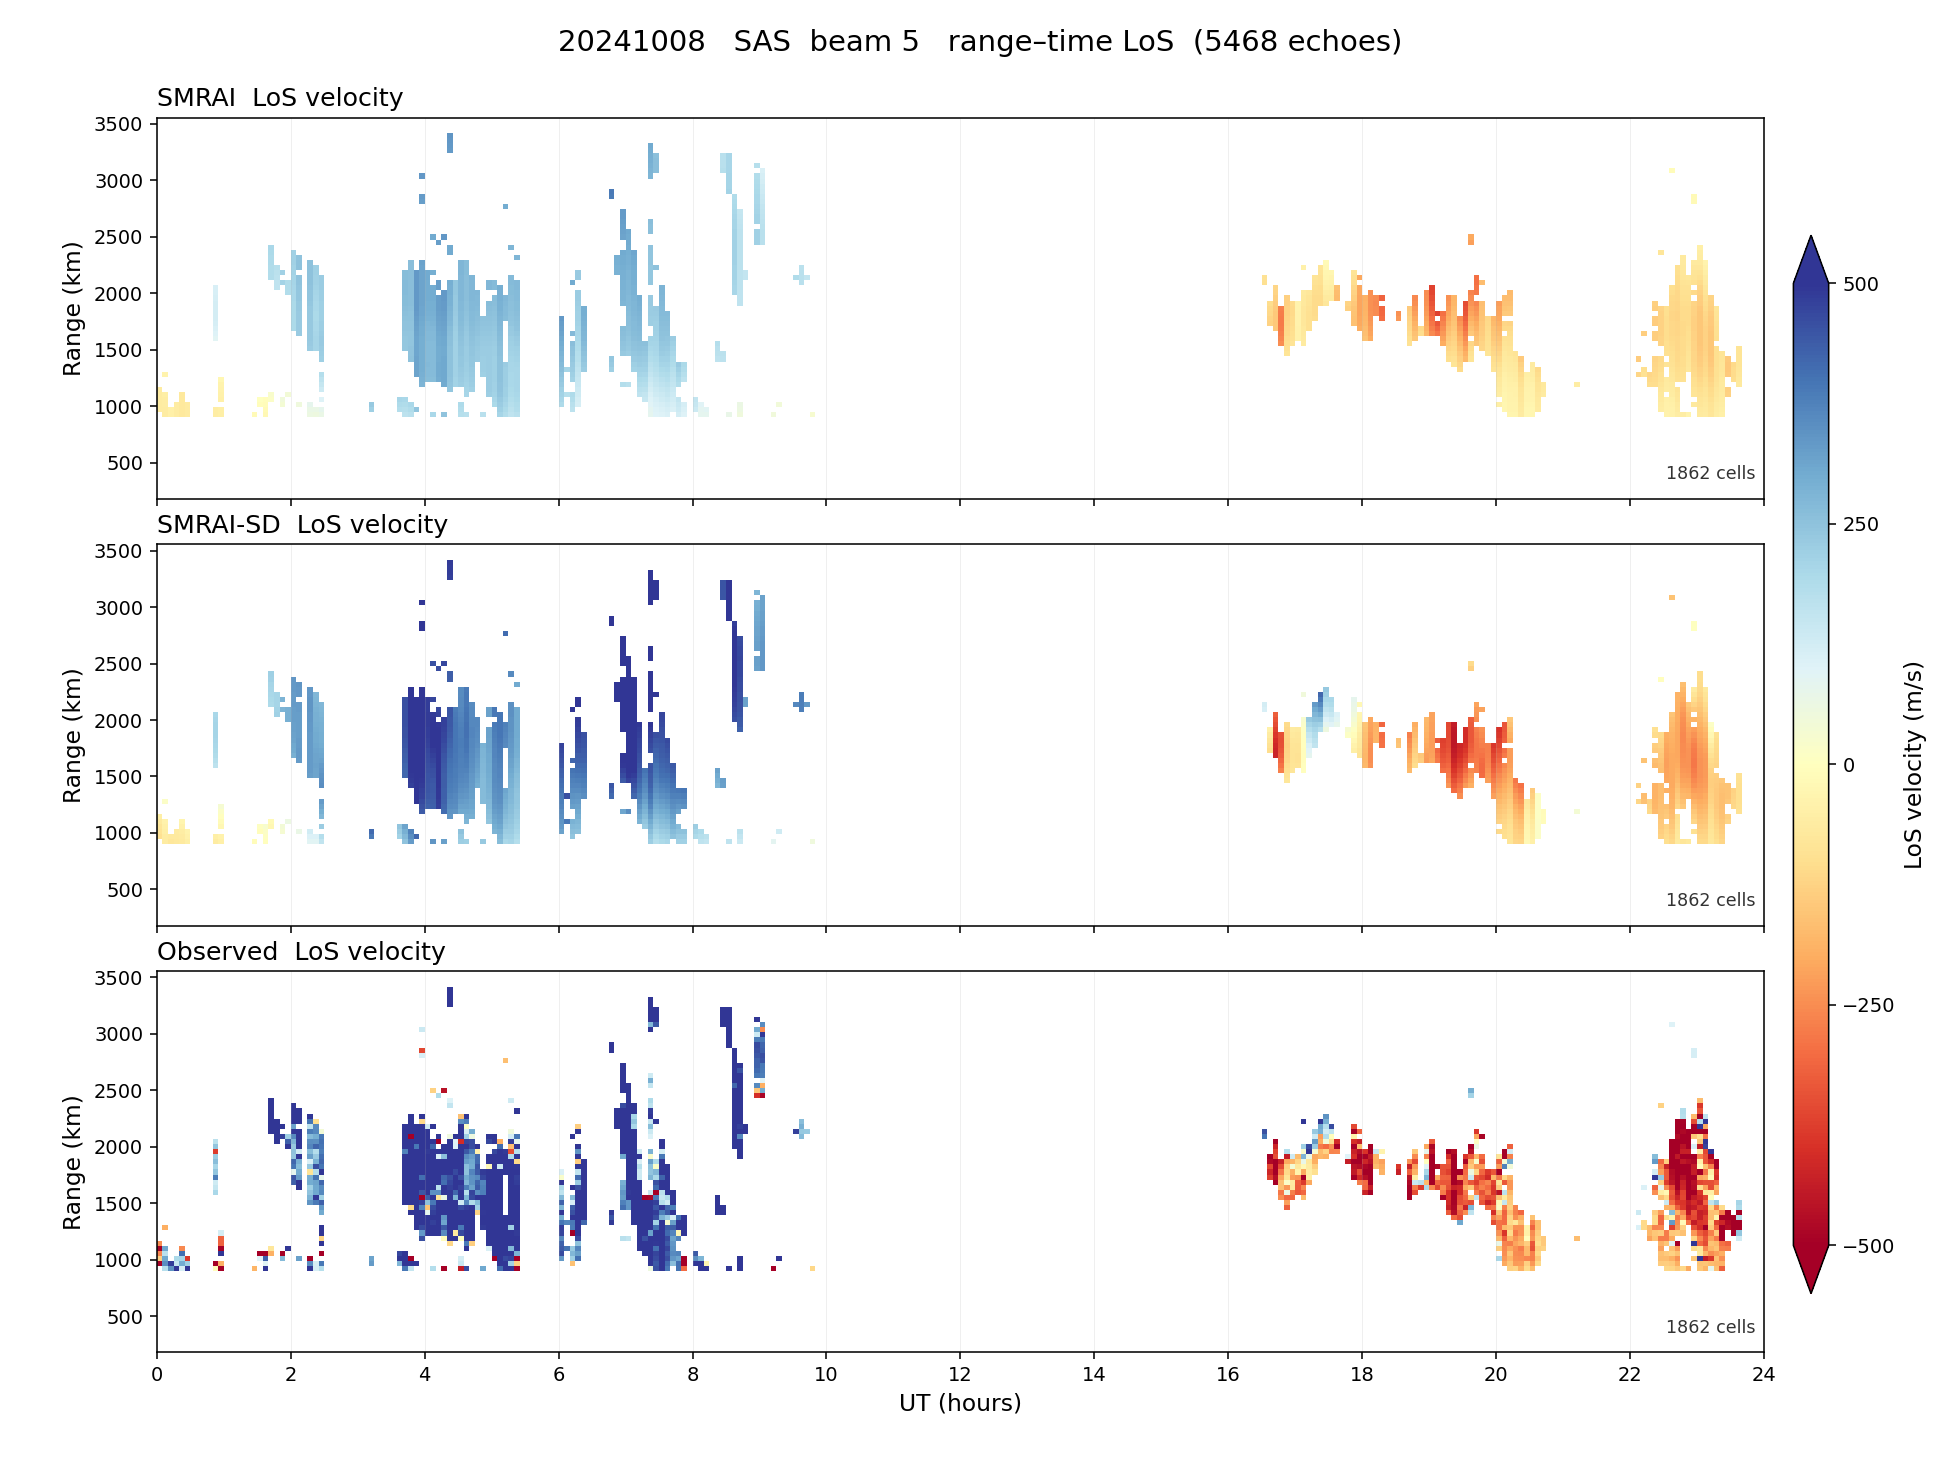 20241008   SAS  beam 5   range–time LoS  (5468 echoes)
SMRAI  LoS velocity
3500
3000
2500
2000
1500
1000
500
Range (km)
1862 cells
SMRAI-SD  LoS velocity
3500
3000
2500
2000
1500
1000
500
Range (km)
1862 cells
Observed  LoS velocity
3500
3000
2500
2000
1500
1000
500
Range (km)
1862 cells
0 2 4 6 8 10 12 14 16 18 20 22 24
UT (hours)
500
250
0
−250
−500
LoS velocity (m/s)